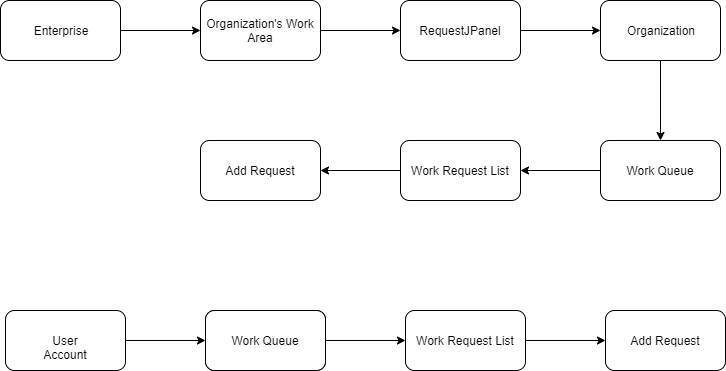 Enterprise
Organization's Work
Area
RequestJPanel
Organization
Add Request
Work Request List
Work Queue
User
Account
Work Queue
Work Request List
Add Request